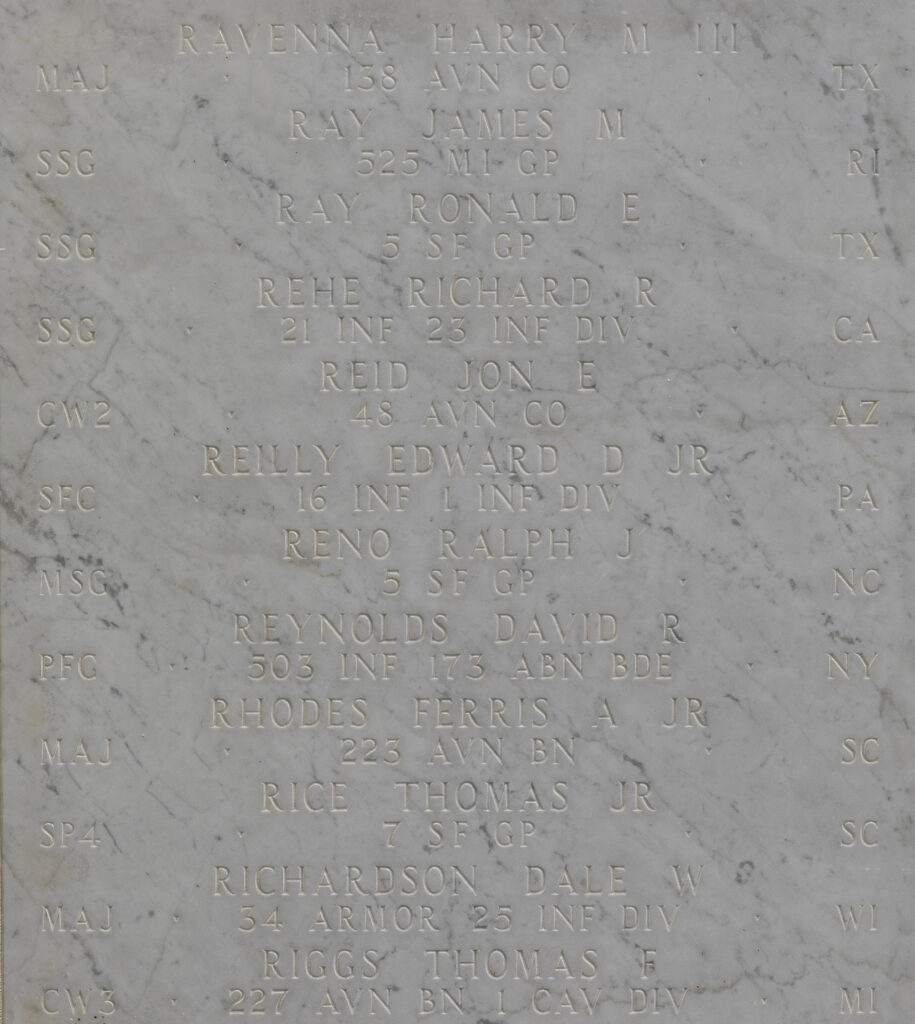 RAVENNA HARRY M III
MAJ · 138 AVN CO · TX
RAY JAMES M
SSG · 525 MI GP · RI
RAY RONALD E
SSG · 5 SF GP · TX
REHE RICHARD R
SSG · 21 INF 23 INF DIV · CA
REID JON E
CW2 · 48 AVN CO · AZ
REILLY EDWARD D JR
SFC · 16 INF 1 INF DIV · PA
RENO RALPH J
MSG · 5 SF GP · NC
REYNOLDS DAVID R
PFC · 503 INF 173 ABN BDE · NY
RHODES FERRIS A JR
MAJ · 223 AVN BN · SC
RICE THOMAS JR
SP4 · 7 SF GP · SC
RICHARDSON DALE W
MAJ · 34 ARMOR 25 INF DIV · WI
RIGGS THOMAS F
CW3 · 227 AVN BN 1 CAV DIV · MI